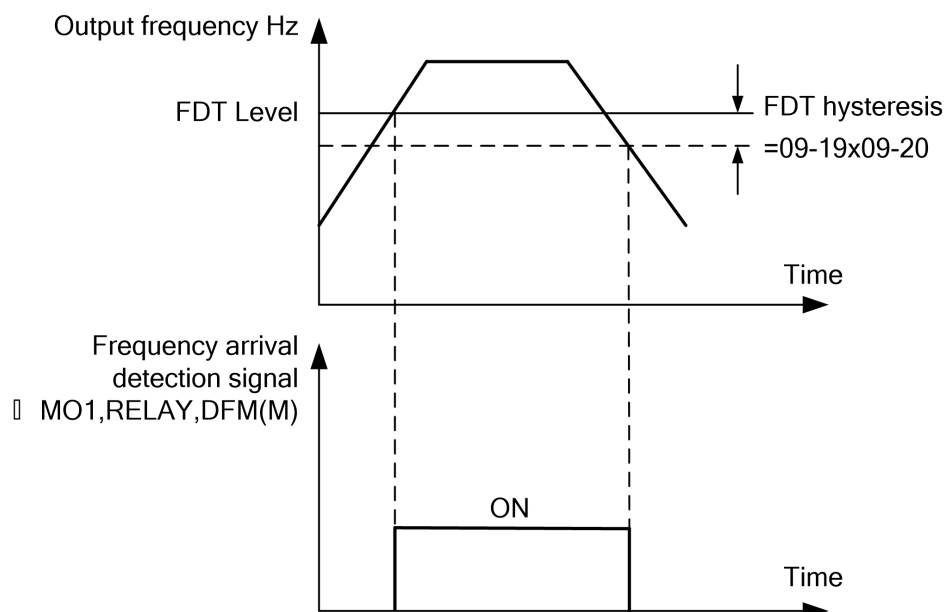 Output frequency Hz
FDT Level
FDT hysteresis
=09-19x09-20
Time
Frequency arrival
detection signal
MO1,RELAY,DFM(M)
ON
Time